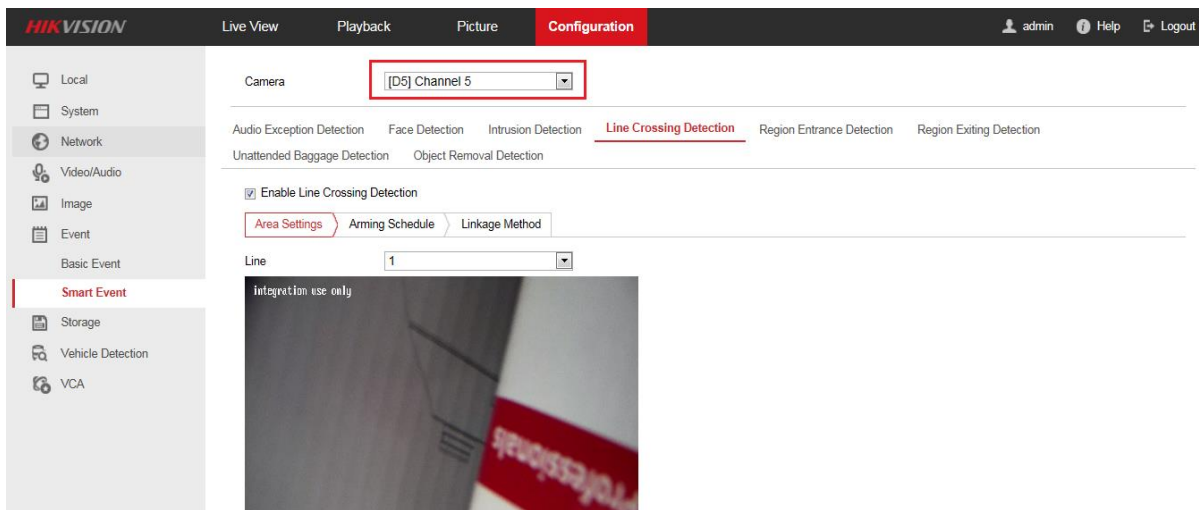 HIKVISION Live View Playback Picture Configuration admin Help Logout
Local
System
Network
Video/Audio
Image
Event
Basic Event
Smart Event
Storage
Vehicle Detection
VCA
Camera [D5] Channel 5
Audio Exception Detection Face Detection Intrusion Detection Line Crossing Detection Region Entrance Detection Region Exiting Detection
Unattended Baggage Detection Object Removal Detection
Enable Line Crossing Detection
Area Settings Arming Schedule Linkage Method
Line 1
integration use only
Professionals